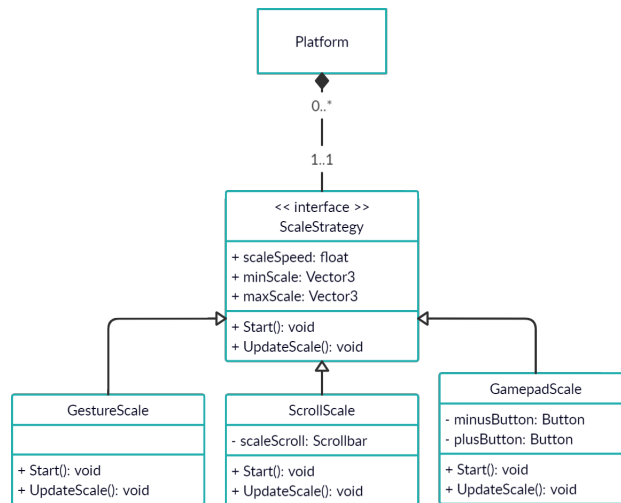 Platform
0..*
1..1
<< interface >>
ScaleStrategy
+ scaleSpeed: float
+ minScale: Vector3
+ maxScale: Vector3
+ Start(): void
+ UpdateScale(): void
GestureScale
+ Start(): void
+ UpdateScale(): void
ScrollScale
- scaleScroll: Scrollbar
+ Start(): void
+ UpdateScale(): void
GamepadScale
- minusButton: Button
- plusButton: Button
+ Start(): void
+ UpdateScale(): void